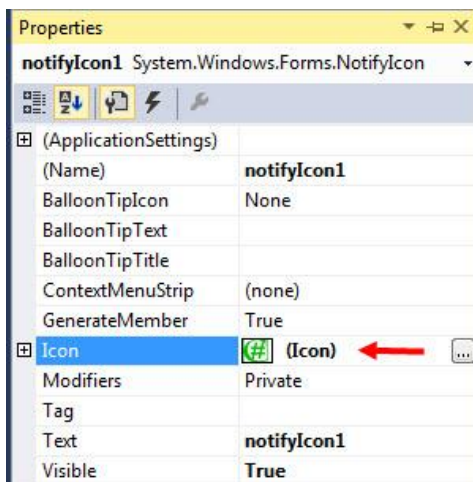 Properties
notifyIcon1 System.Windows.Forms.NotifyIcon
(ApplicationSettings)
(Name) notifyIcon1
BalloonTipIcon None
BalloonTipText
BalloonTipTitle
ContextMenuStrip (none)
GenerateMember True
Icon (Icon) ...
Modifiers Private
Tag
Text notifyIcon1
Visible True